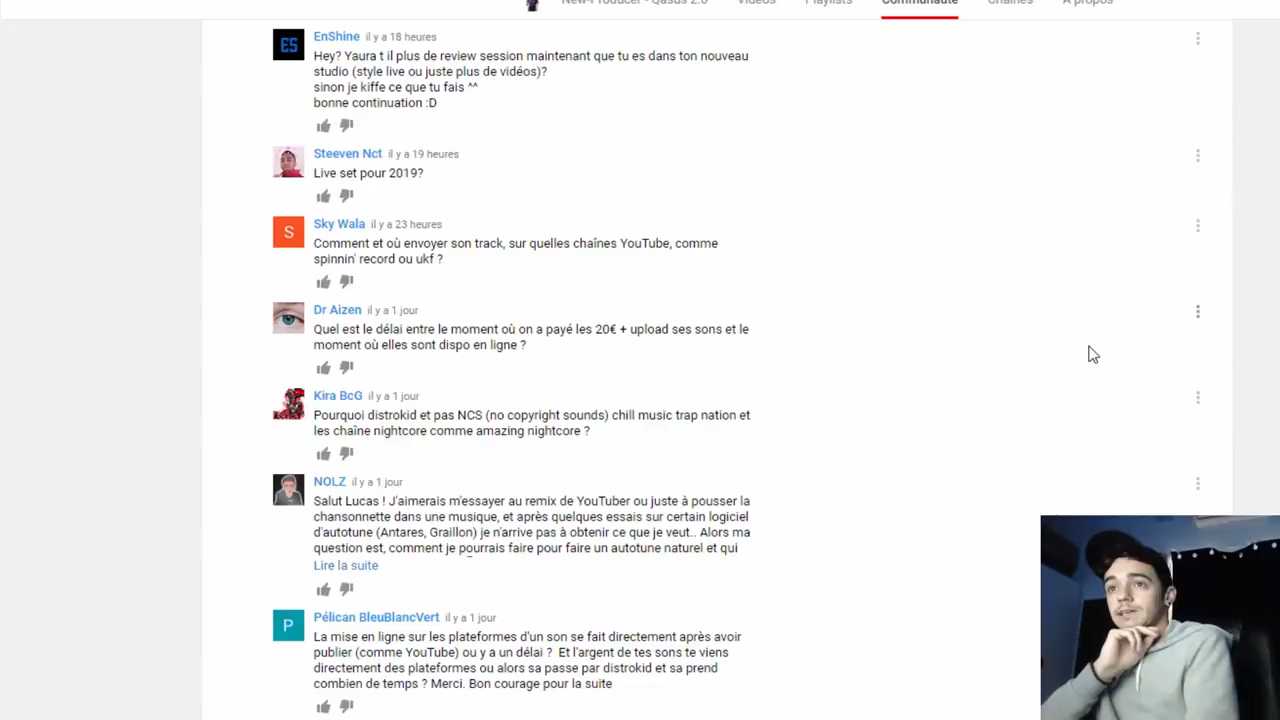 New-Producer - Qasus 2.0 Vidéos Playlists Communauté Chaînes À propos
ES
EnShine il y a 18 heures
Hey? Yaura t il plus de review session maintenant que tu es dans ton nouveau
studio (style live ou juste plus de vidéos)?
sinon je kiffe ce que tu fais ^^
bonne continuation :D
Steeven Nct il y a 19 heures
Live set pour 2019?
S
Sky Wala il y a 23 heures
Comment et où envoyer son track, sur quelles chaînes YouTube, comme
spinnin' record ou ukf ?
Dr Aizen il y a 1 jour
Quel est le délai entre le moment où on a payé les 20€ + upload ses sons et le
moment où elles sont dispo en ligne ?
Kira BcG il y a 1 jour
Pourquoi distrokid et pas NCS (no copyright sounds) chill music trap nation et
les chaîne nightcore comme amazing nightcore ?
NOLZ il y a 1 jour
Salut Lucas ! J'aimerais m'essayer au remix de YouTuber ou juste à pousser la
chansonnette dans une musique, et après quelques essais sur certain logiciel
d'autotune (Antares, Graillon) je n'arrive pas à obtenir ce que je veut.. Alors ma
question est, comment je pourrais faire pour faire un autotune naturel et qui
Lire la suite
P
Pélican BleuBlancVert il y a 1 jour
La mise en ligne sur les plateformes d'un son se fait directement après avoir
publier (comme YouTube) ou y a un délai ? Et l'argent de tes sons te viens
directement des plateformes ou alors sa passe par distrokid et sa prend
combien de temps ? Merci. Bon courage pour la suite